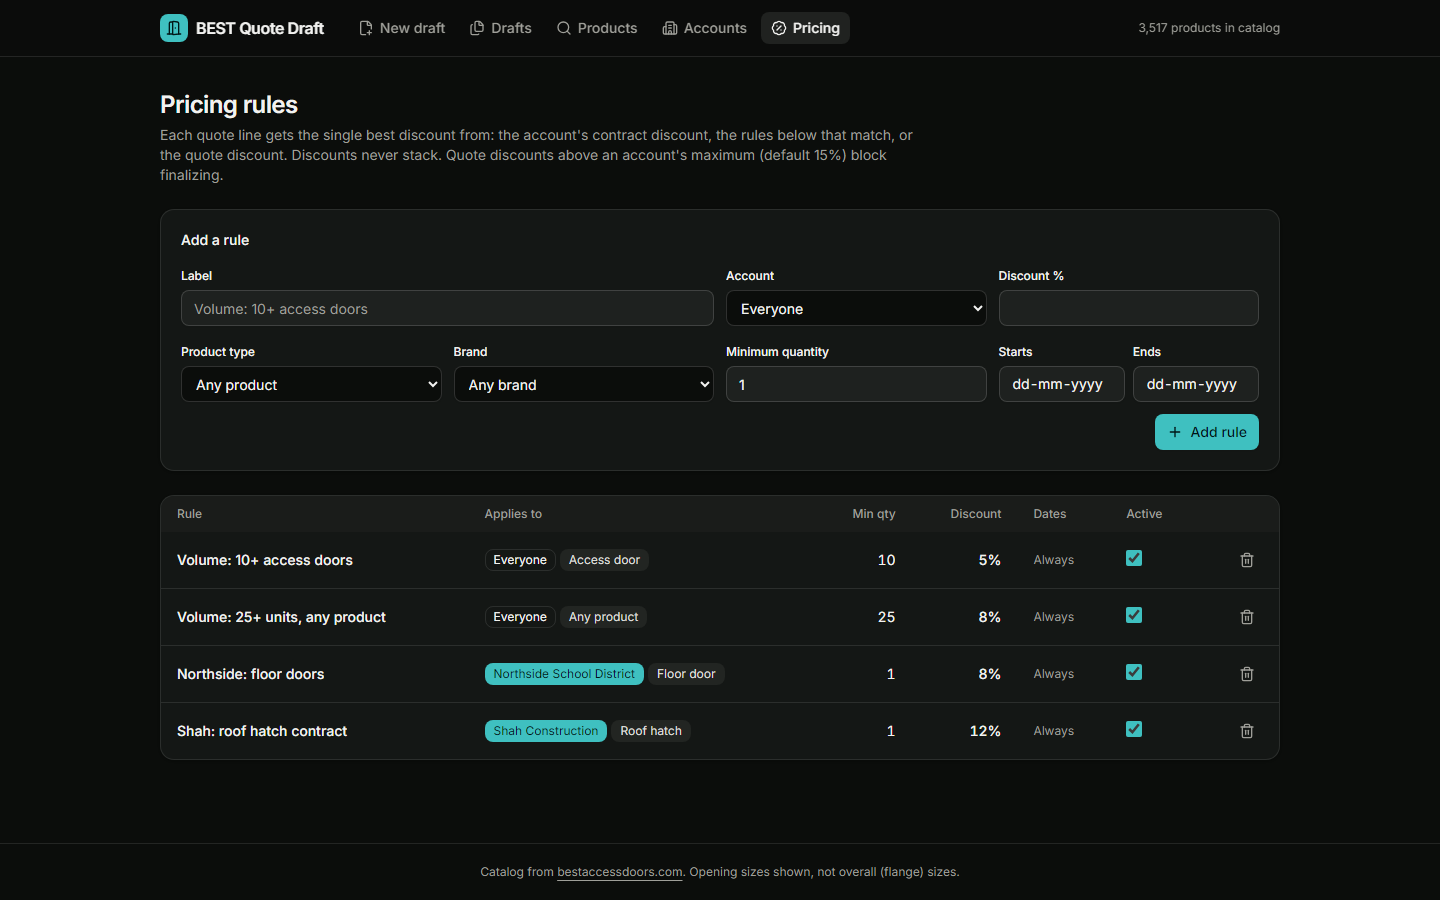 BEST Quote Draft New draft Drafts Products Accounts Pricing 3,517 products in catalog
Pricing rules
Each quote line gets the single best discount from: the account's contract discount, the rules below that match, or
the quote discount. Discounts never stack. Quote discounts above an account's maximum (default 15%) block
finalizing.
Add a rule
Label Account Discount %
Volume: 10+ access doors Everyone
Product type Brand Minimum quantity Starts Ends
Any product Any brand 1 dd-mm-yyyy dd-mm-yyyy
+ Add rule
Rule Applies to Min qty Discount Dates Active
Volume: 10+ access doors Everyone Access door 10 5% Always
Volume: 25+ units, any product Everyone Any product 25 8% Always
Northside: floor doors Northside School District Floor door 1 8% Always
Shah: roof hatch contract Shah Construction Roof hatch 1 12% Always
Catalog from bestaccessdoors.com. Opening sizes shown, not overall (flange) sizes.